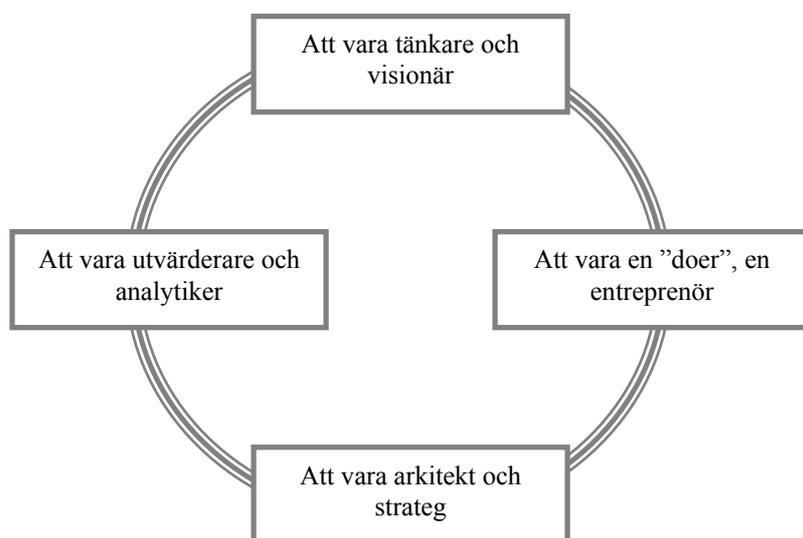 Att vara tänkare och
visionär
Att vara utvärderare och
analytiker
Att vara en ”doer”, en
entreprenör
Att vara arkitekt och
strateg